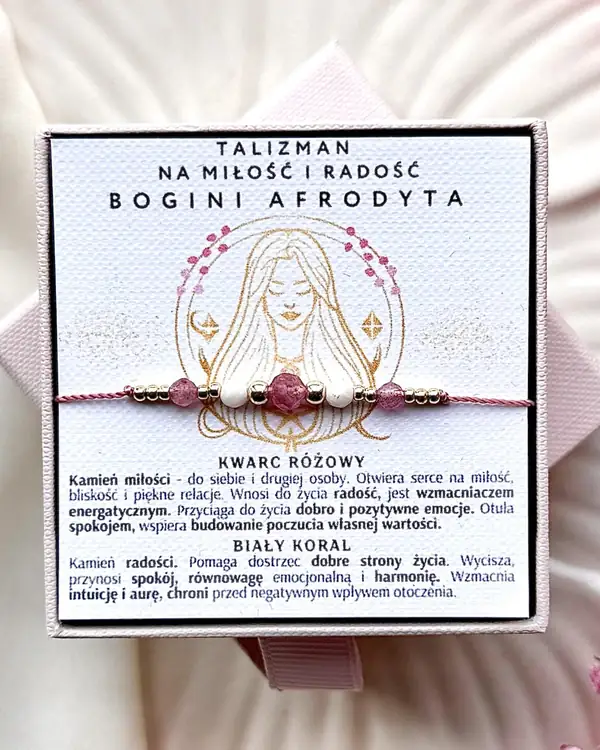 TALIZMAN
NA MIŁOŚĆ I RADOŚĆ
BOGINI AFRODYTA
KWARC RÓŻOWY
Kamień miłości - do siebie i drugiej osoby. Otwiera serce na miłość,
bliskość i piękne relacje. Wnosi do życia radość, jest wzmacniaczem
energatycznym. Przyciąga do życia dobro i pozytywne emocje. Otula
spokojem, wspiera budowanie poczucia własnej wartości.
BIAŁY KORAL
Kamień radości. Pomaga dostrzec dobre strony życia. Wycisza,
przynosi spokój, równowagę emocjonalną i harmonię. Wzmacnia
intuicję i aurę, chroni przed negatywnym wpływem otoczenia.